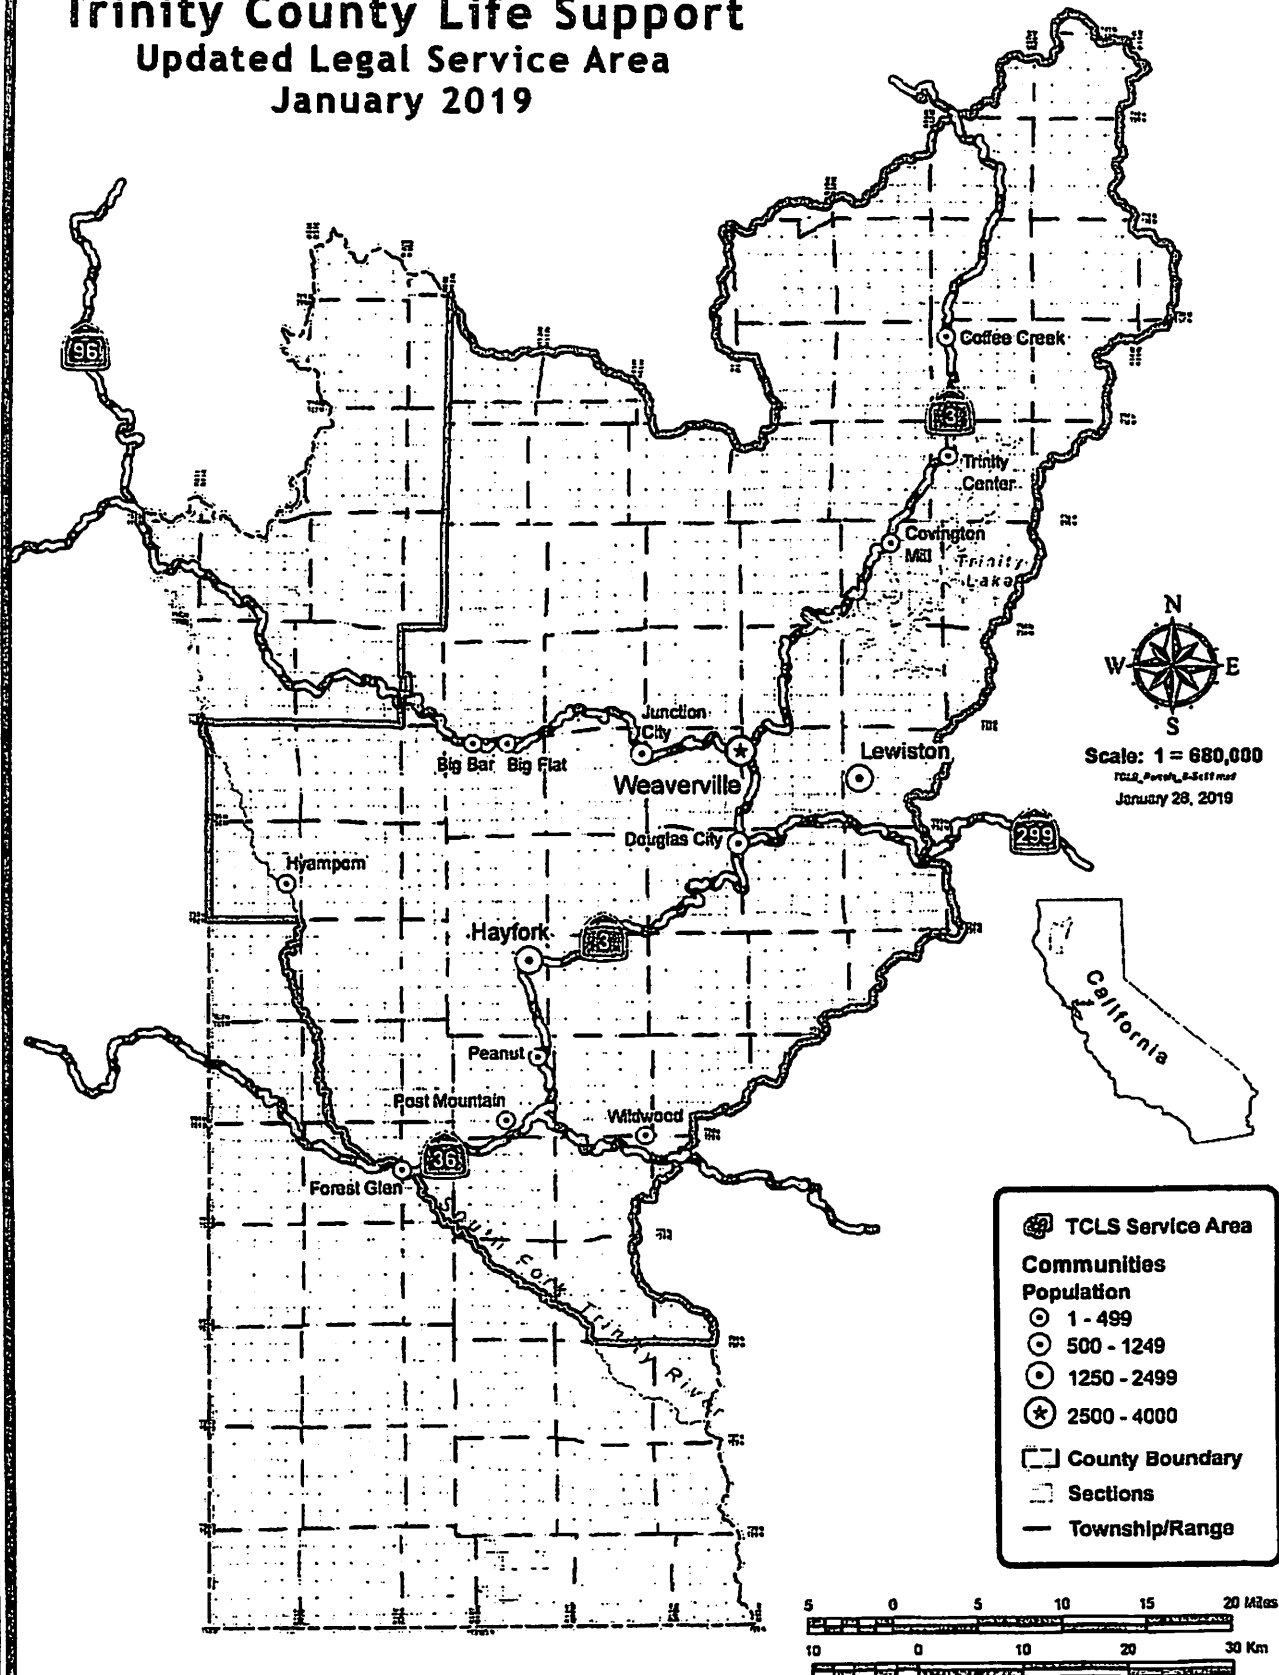 Trinity County Life Support
Updated Legal Service Area
January 2019
96
Coffee Creek
3
Trinity
Center
Covington
Mill
Trinity
Lake
N
W E
S
Scale: 1 = 680,000
January 28, 2019
Junction
City
Big Bar
Big Flat
Weaverville
Lewiston
299
Douglas City
Hyampom
Hayfork
3
California
Peanut
Post Mountain
Wildwood
36
Forest Glen
South Fork Trinity River
TCLS Service Area
Communities
Population
1 - 499
500 - 1249
1250 - 2499
2500 - 4000
County Boundary
Sections
Township/Range
5 0 5 10 15 20 Miles
10 0 10 20 30 Km